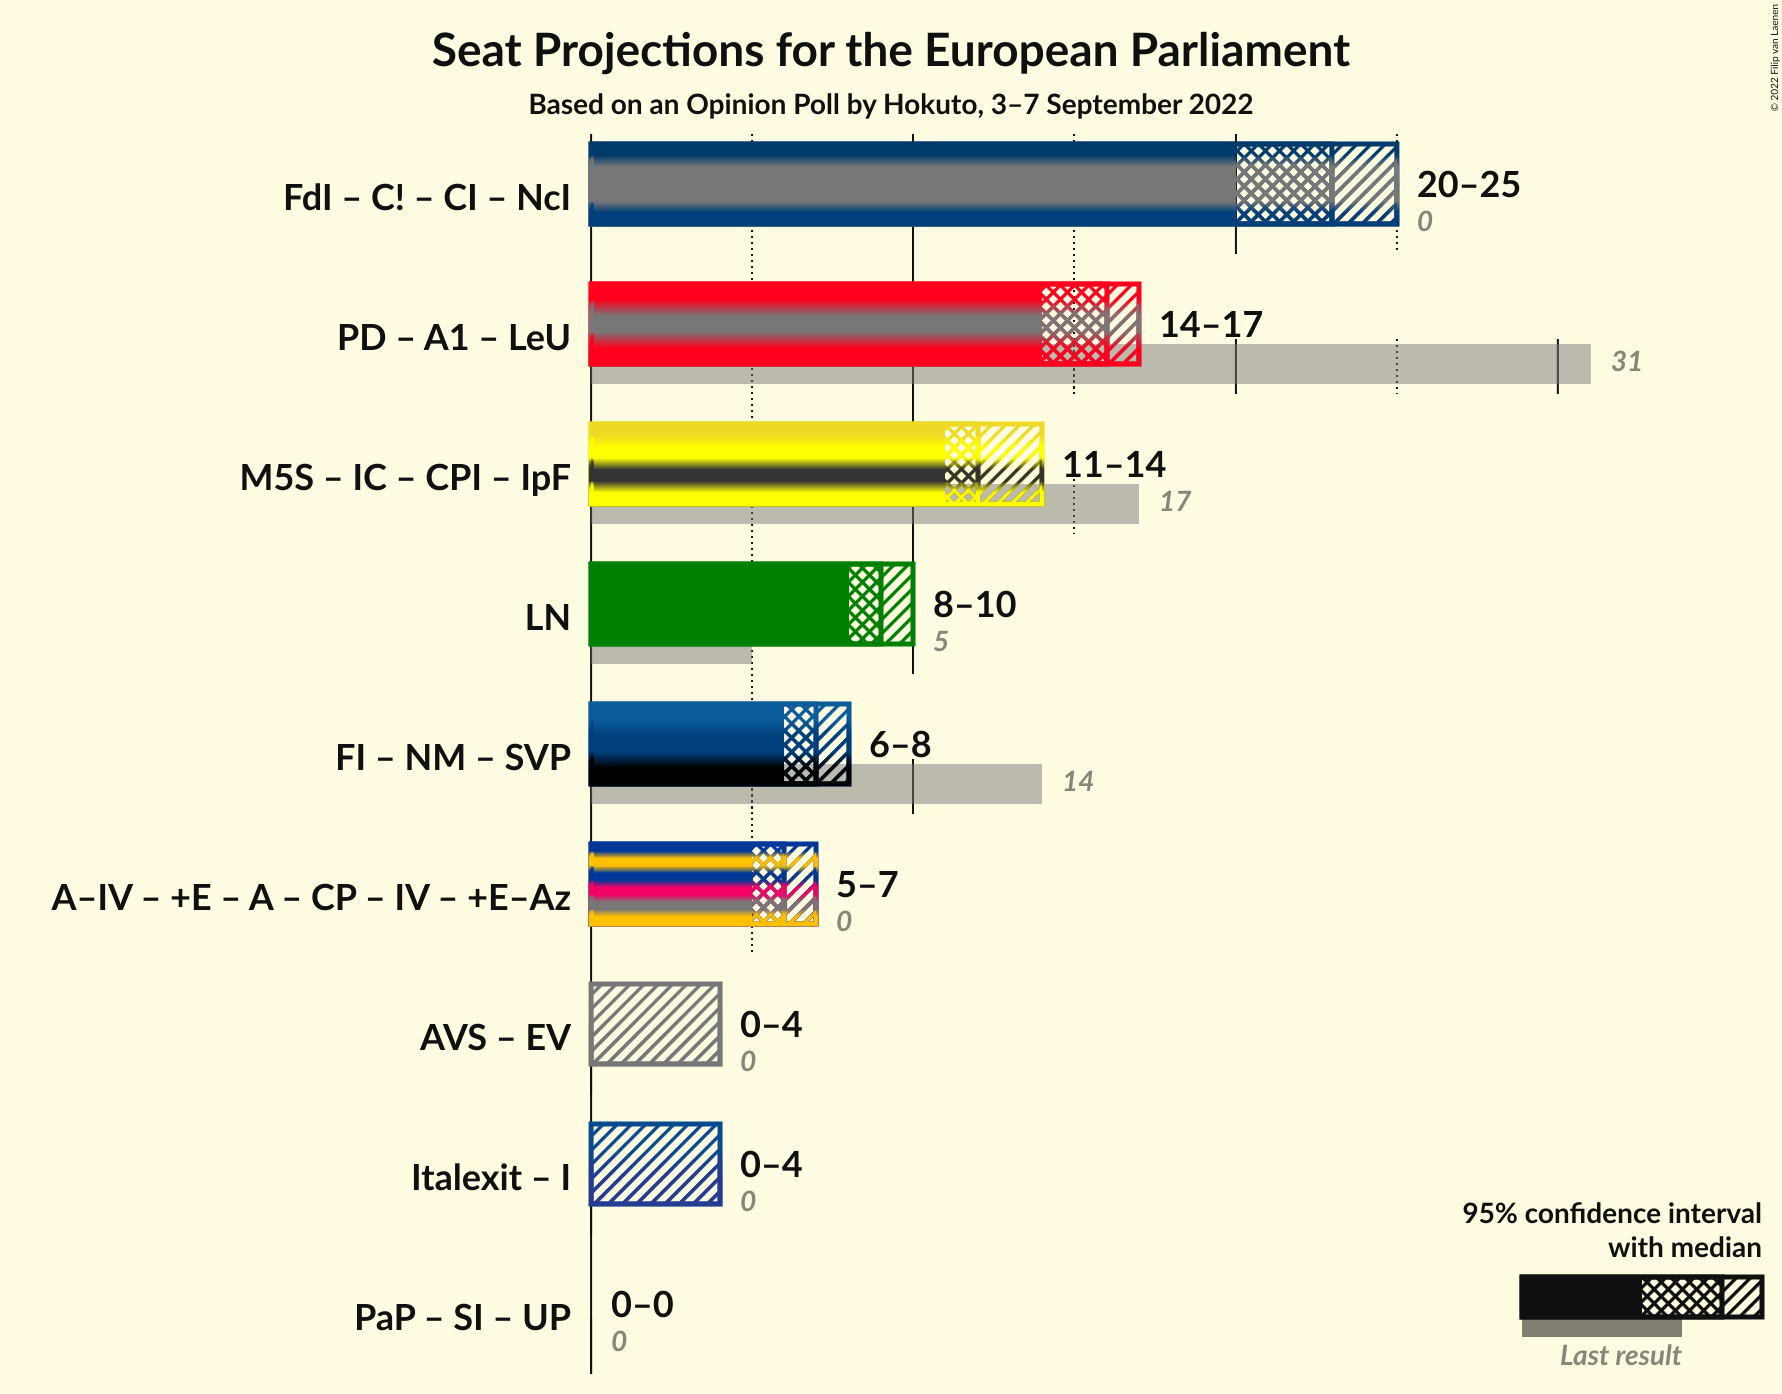 Seat Projections for the European Parliament
Based on an Opinion Poll by Hokuto, 3–7 September 2022
© 2022 Filip van Laenen
FdI – C! – CI – NcI
20–25
0
PD – A1 – LeU
14–17
31
M5S – IC – CPI – IpF
11–14
17
LN
8–10
5
FI – NM – SVP
6–8
14
A–IV – +E – A – CP – IV – +E–Az
5–7
0
AVS – EV
0–4
0
Italexit – I
0–4
0
PaP – SI – UP
0–0
0
95% confidence interval
with median
Last result